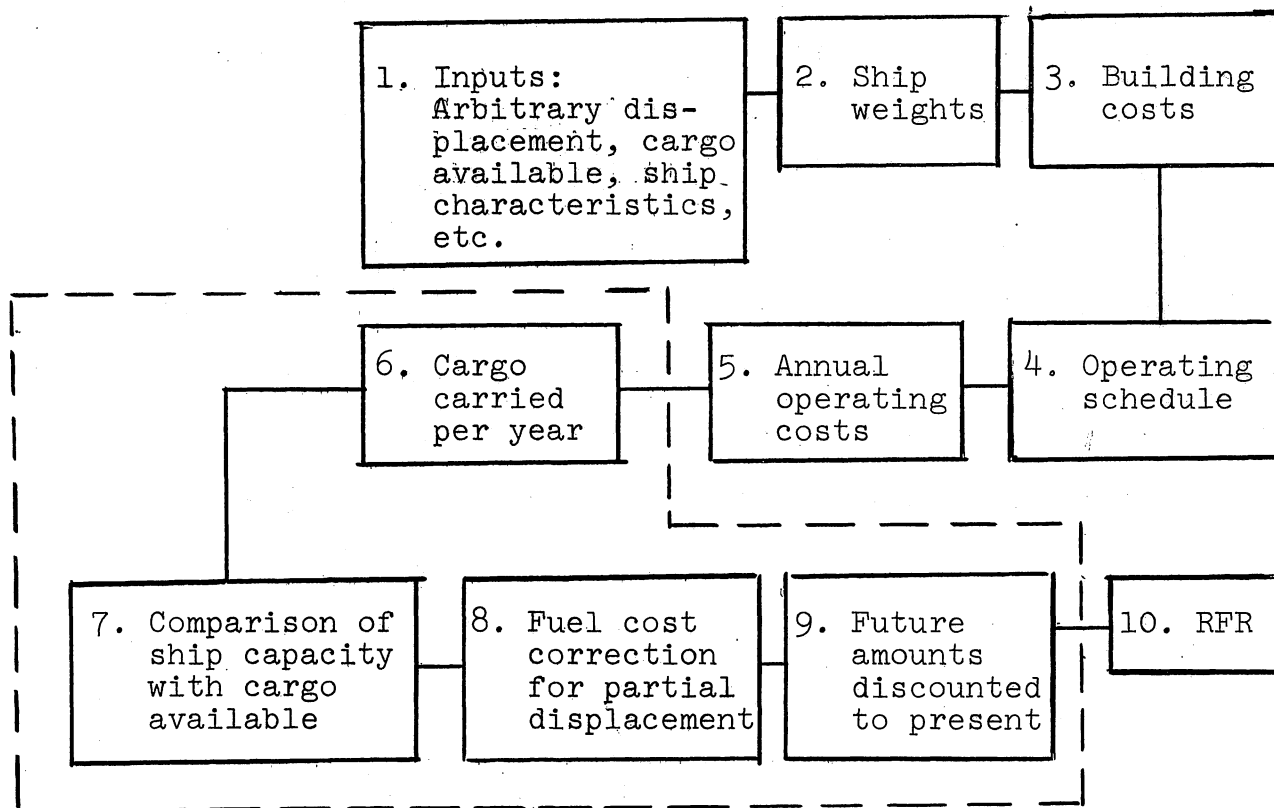 1. Inputs:
Arbitrary dis-
placement, cargo
available, ship
characteristics,
etc.
2. Ship
weights
3. Building
costs
4. Operating
schedule
5. Annual
operating
costs
6. Cargo
carried
per year
7. Comparison of
ship capacity
with cargo
available
8. Fuel cost
correction
for partial
displacement
9. Future
amounts
discounted
to present
10. RFR